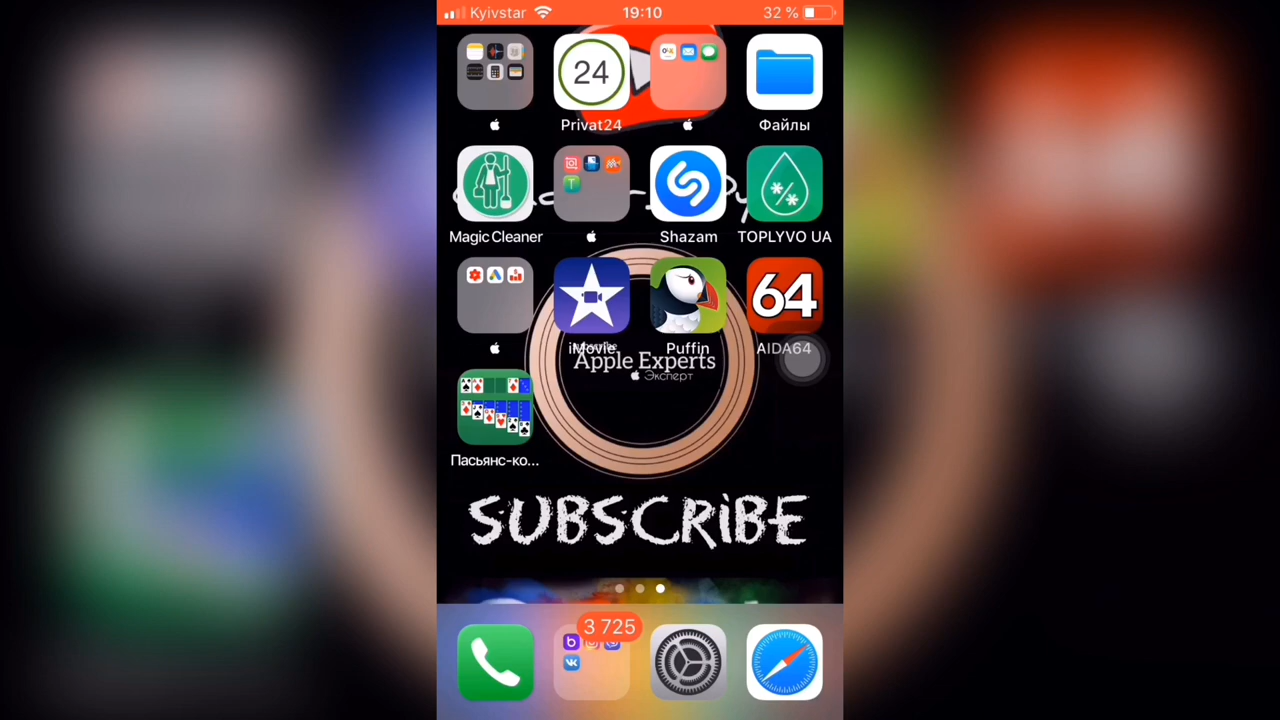 Kyivstar 19:10 32 %
24
Privat24 Файлы
Magic Cleaner Shazam TOPLYVO UA
64
iMovie Puffin AIDA64
Apple Experts
Эксперт
Пасьянс-ко...
SUBSCRiBE
3 725